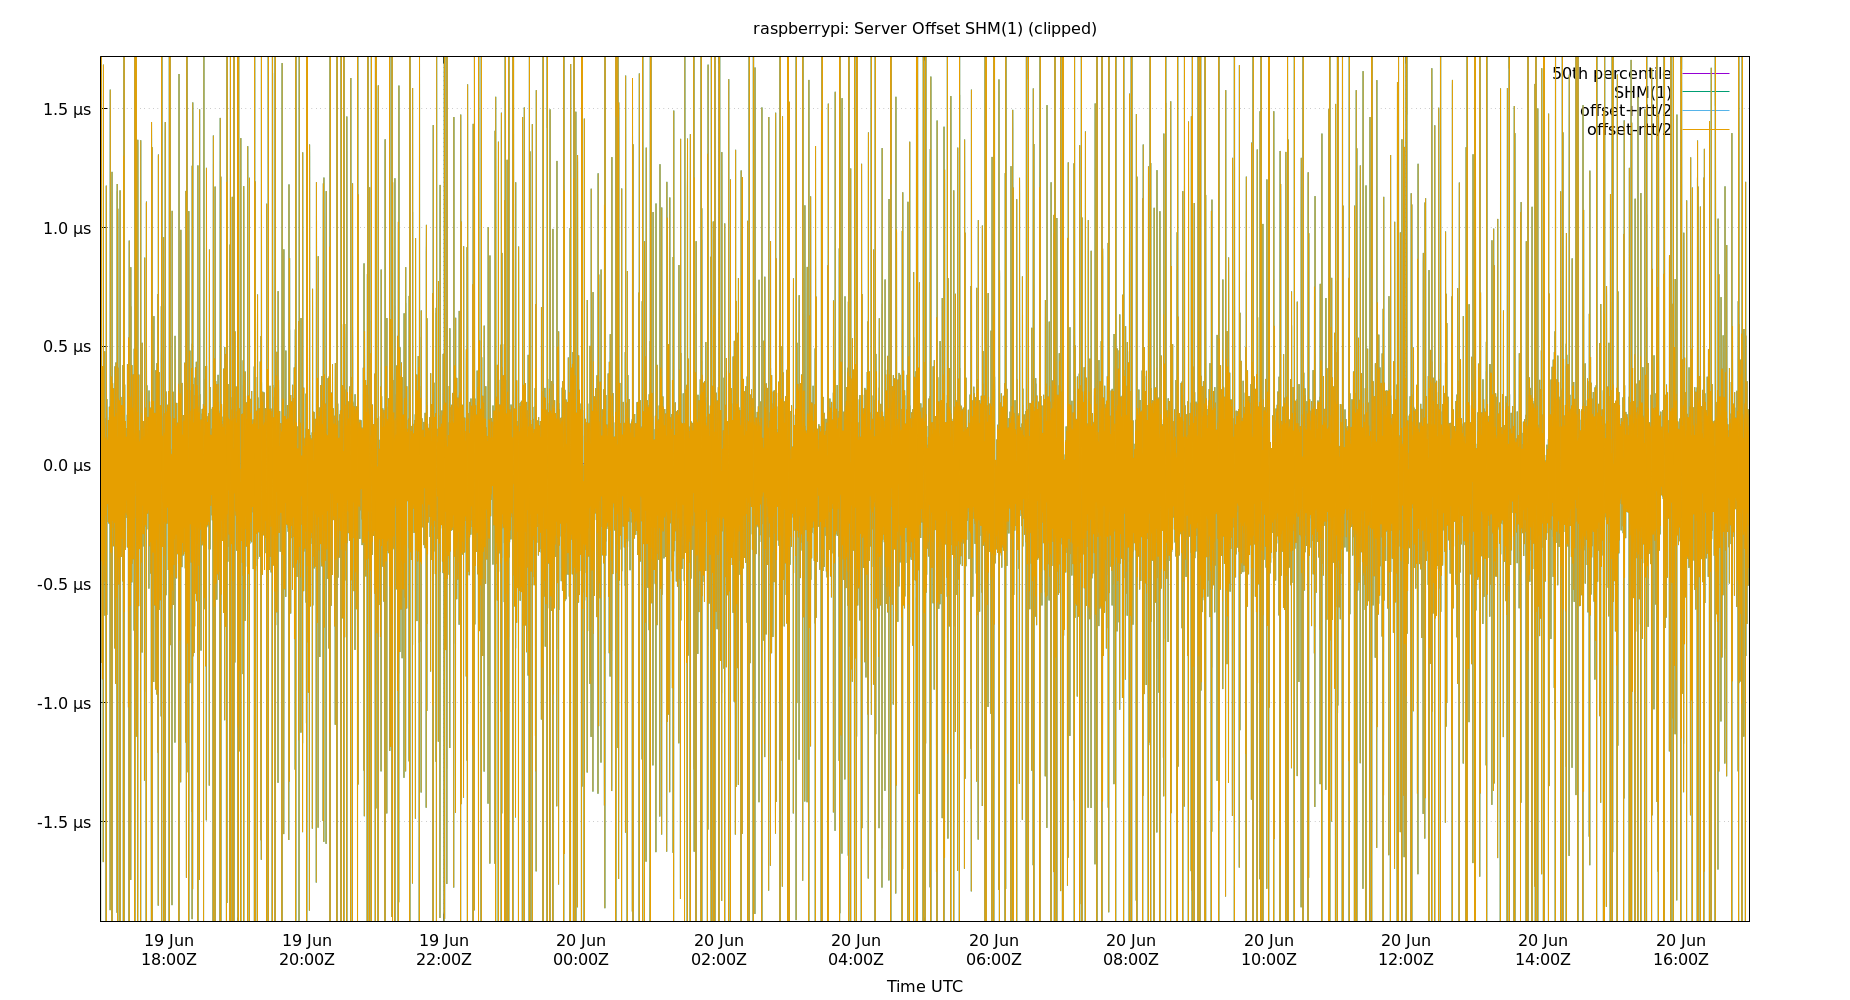 raspberrypi: Server Offset SHM(1) (clipped)
50th percentile
SHM(1)
offset+rtt/2
offset-rtt/2
1.5 µs
1.0 µs
0.5 µs
0.0 µs
-0.5 µs
-1.0 µs
-1.5 µs
19 Jun 19 Jun 19 Jun 20 Jun 20 Jun 20 Jun 20 Jun 20 Jun 20 Jun 20 Jun 20 Jun 20 Jun
18:00Z 20:00Z 22:00Z 00:00Z 02:00Z 04:00Z 06:00Z 08:00Z 10:00Z 12:00Z 14:00Z 16:00Z
Time UTC